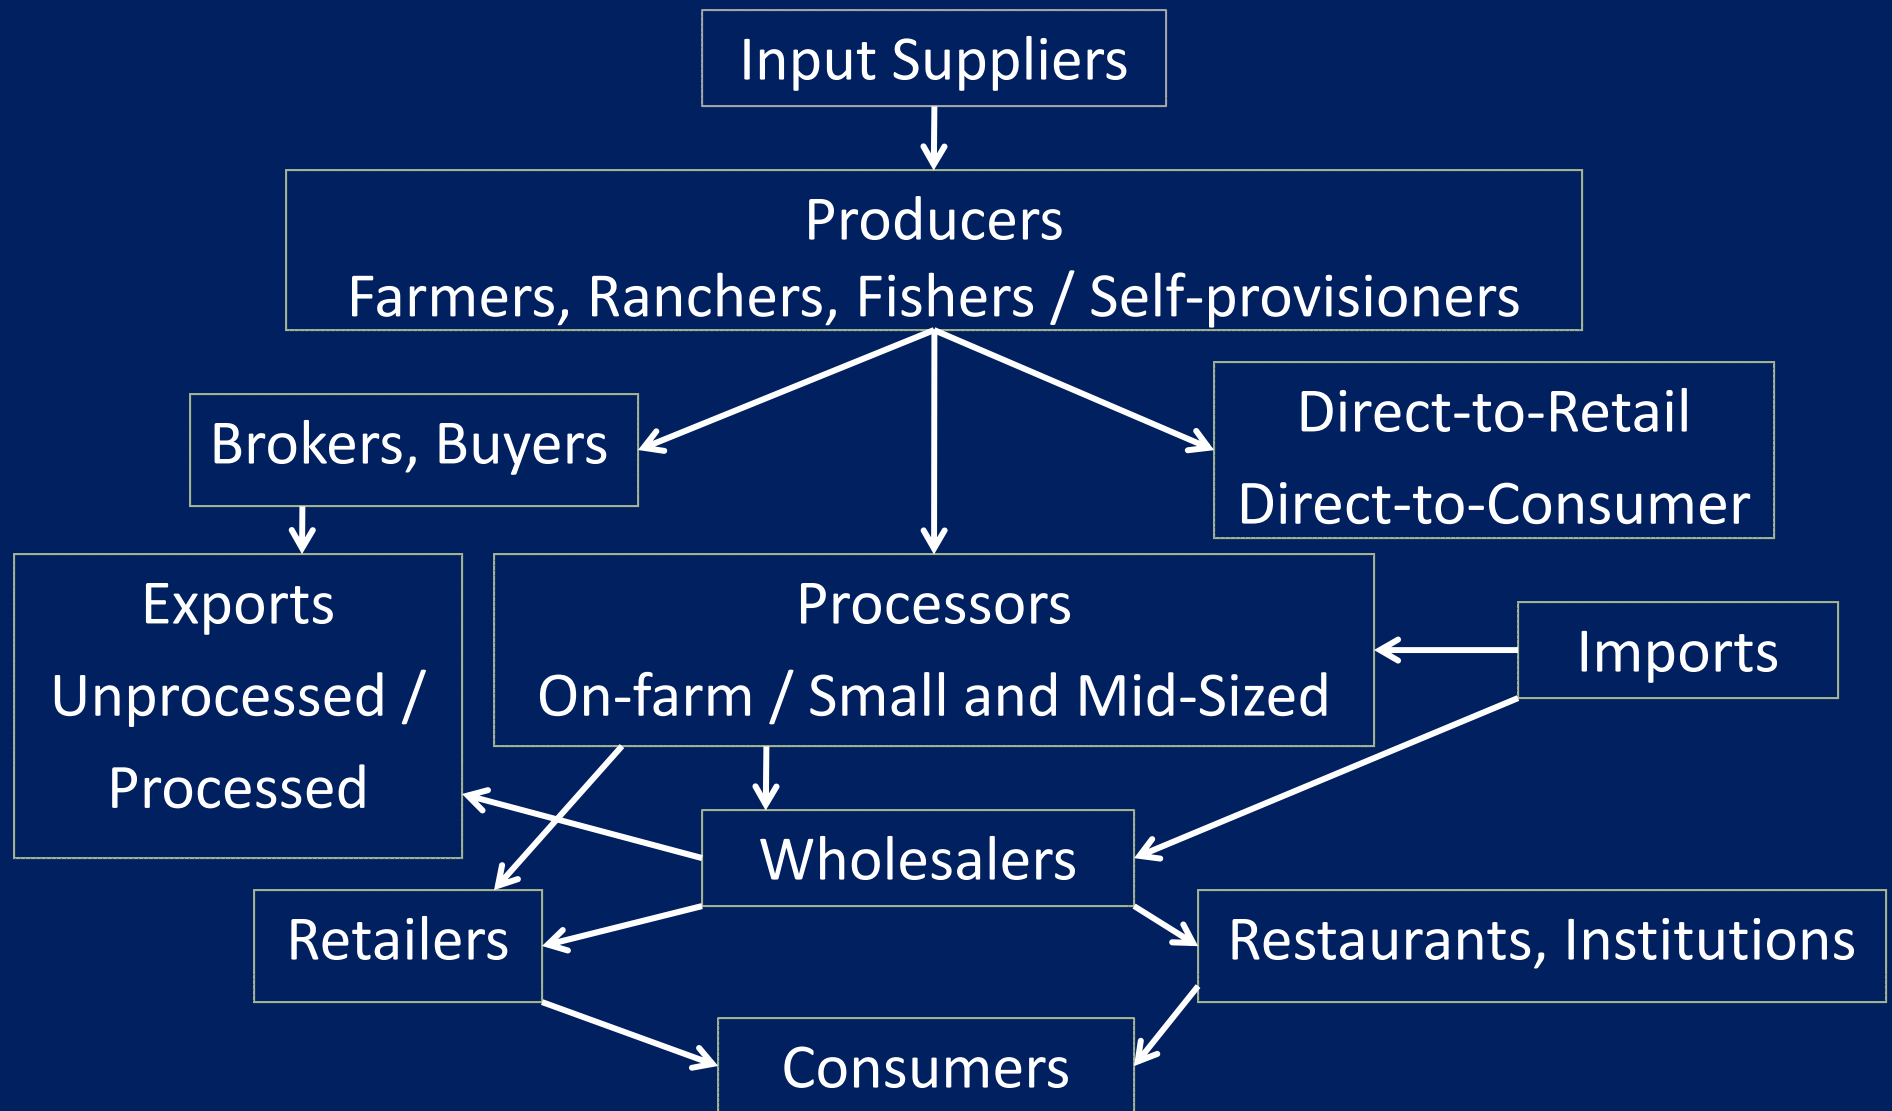 Input Suppliers
Producers
Farmers, Ranchers, Fishers / Self-provisioners
Brokers, Buyers
Direct-to-Retail
Direct-to-Consumer
Exports
Unprocessed /
Processed
Processors
On-farm / Small and Mid-Sized
Imports
Wholesalers
Retailers
Restaurants, Institutions
Consumers